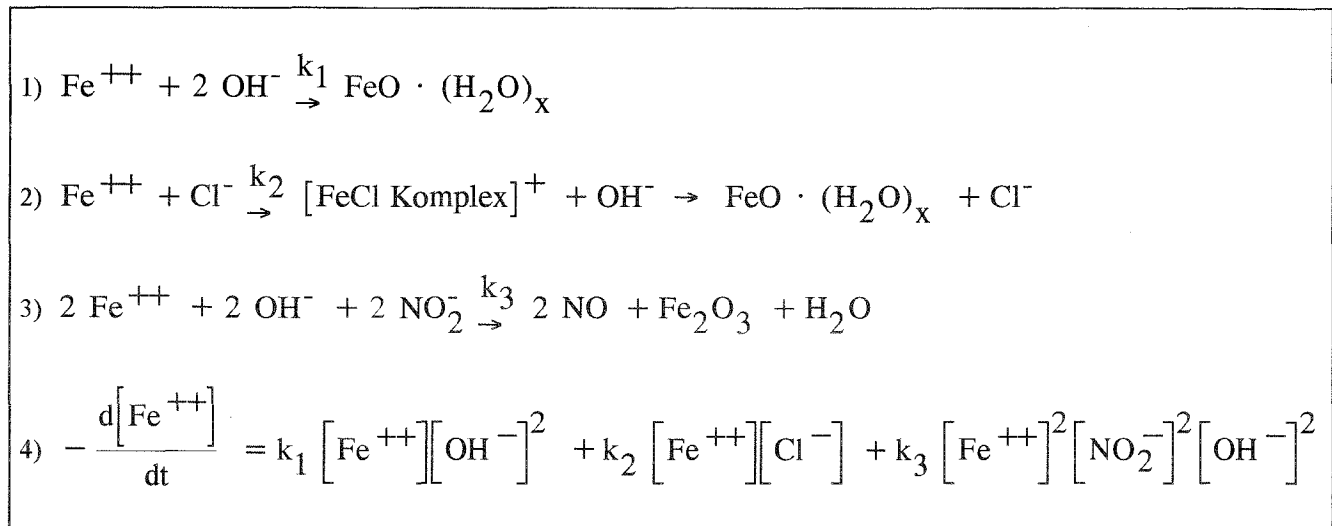 1) Fe⁺⁺ + 2 OH⁻ k₁→ FeO · (H₂O)ₓ
2) Fe⁺⁺ + Cl⁻ k₂→ [FeCl Komplex]⁺ + OH⁻ → FeO · (H₂O)ₓ + Cl⁻
3) 2 Fe⁺⁺ + 2 OH⁻ + 2 NO₂⁻ k₃→ 2 NO + Fe₂O₃ + H₂O
4) − d[Fe⁺⁺]/dt = k₁ [Fe⁺⁺][OH⁻]² + k₂ [Fe⁺⁺][Cl⁻] + k₃ [Fe⁺⁺]²[NO₂⁻]²[OH⁻]²